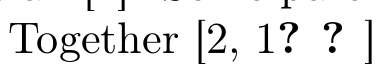 Together [2, 1? ? ]